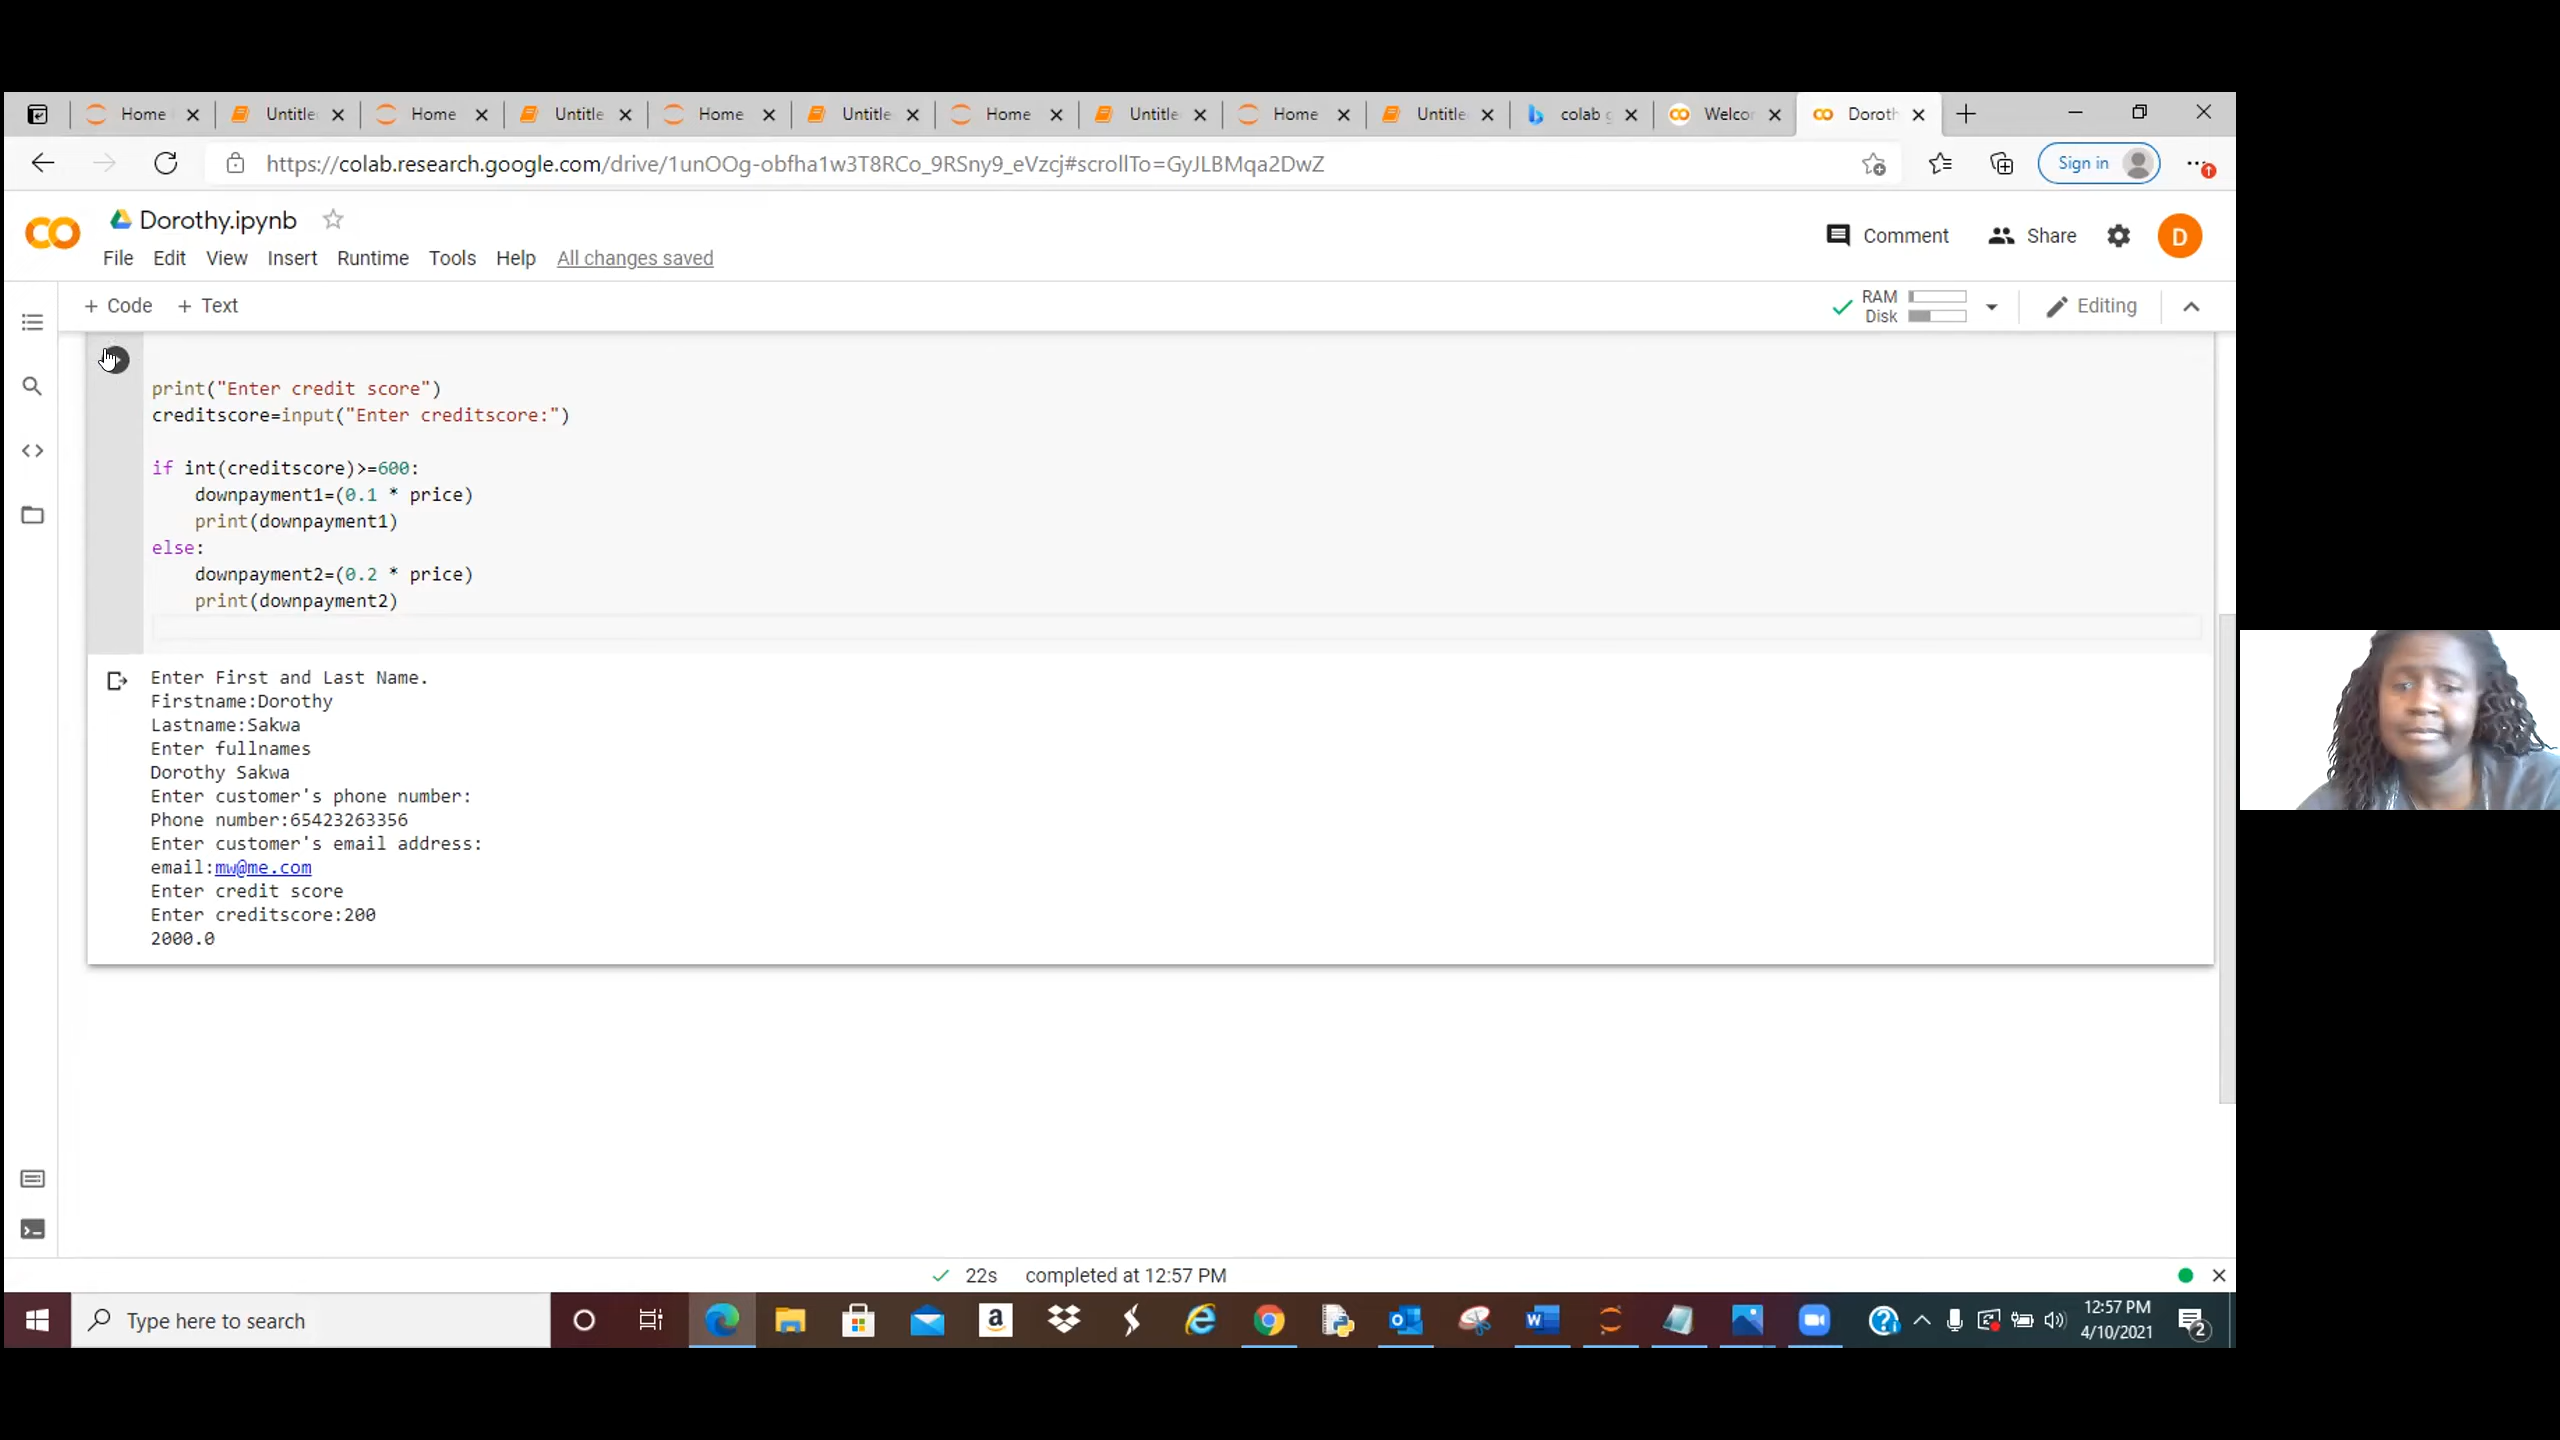 Home
Untitle
Home
Untitle
Home
Untitle
Home
Untitle
Home
Untitle
colab g
Welcor
Doroth
https://colab.research.google.com/drive/1unOOg-obfha1w3T8RCo_9RSny9_eVzcj#scrollTo=GyJLBMqa2DwZ
Sign in
Dorothy.ipynb
Comment
Share
D
File Edit View Insert Runtime Tools Help All changes saved
+ Code + Text
RAM
Disk
Editing
print("Enter credit score")
creditscore=input("Enter creditscore:")
if int(creditscore)>=600:
downpayment1=(0.1 * price)
print(downpayment1)
else:
downpayment2=(0.2 * price)
print(downpayment2)
Enter First and Last Name.
Firstname:Dorothy
Lastname:Sakwa
Enter fullnames
Dorothy Sakwa
Enter customer's phone number:
Phone number:65423263356
Enter customer's email address:
email:mw@me.com
Enter credit score
Enter creditscore:200
2000.0
22s completed at 12:57 PM
Type here to search
12:57 PM
4/10/2021
2